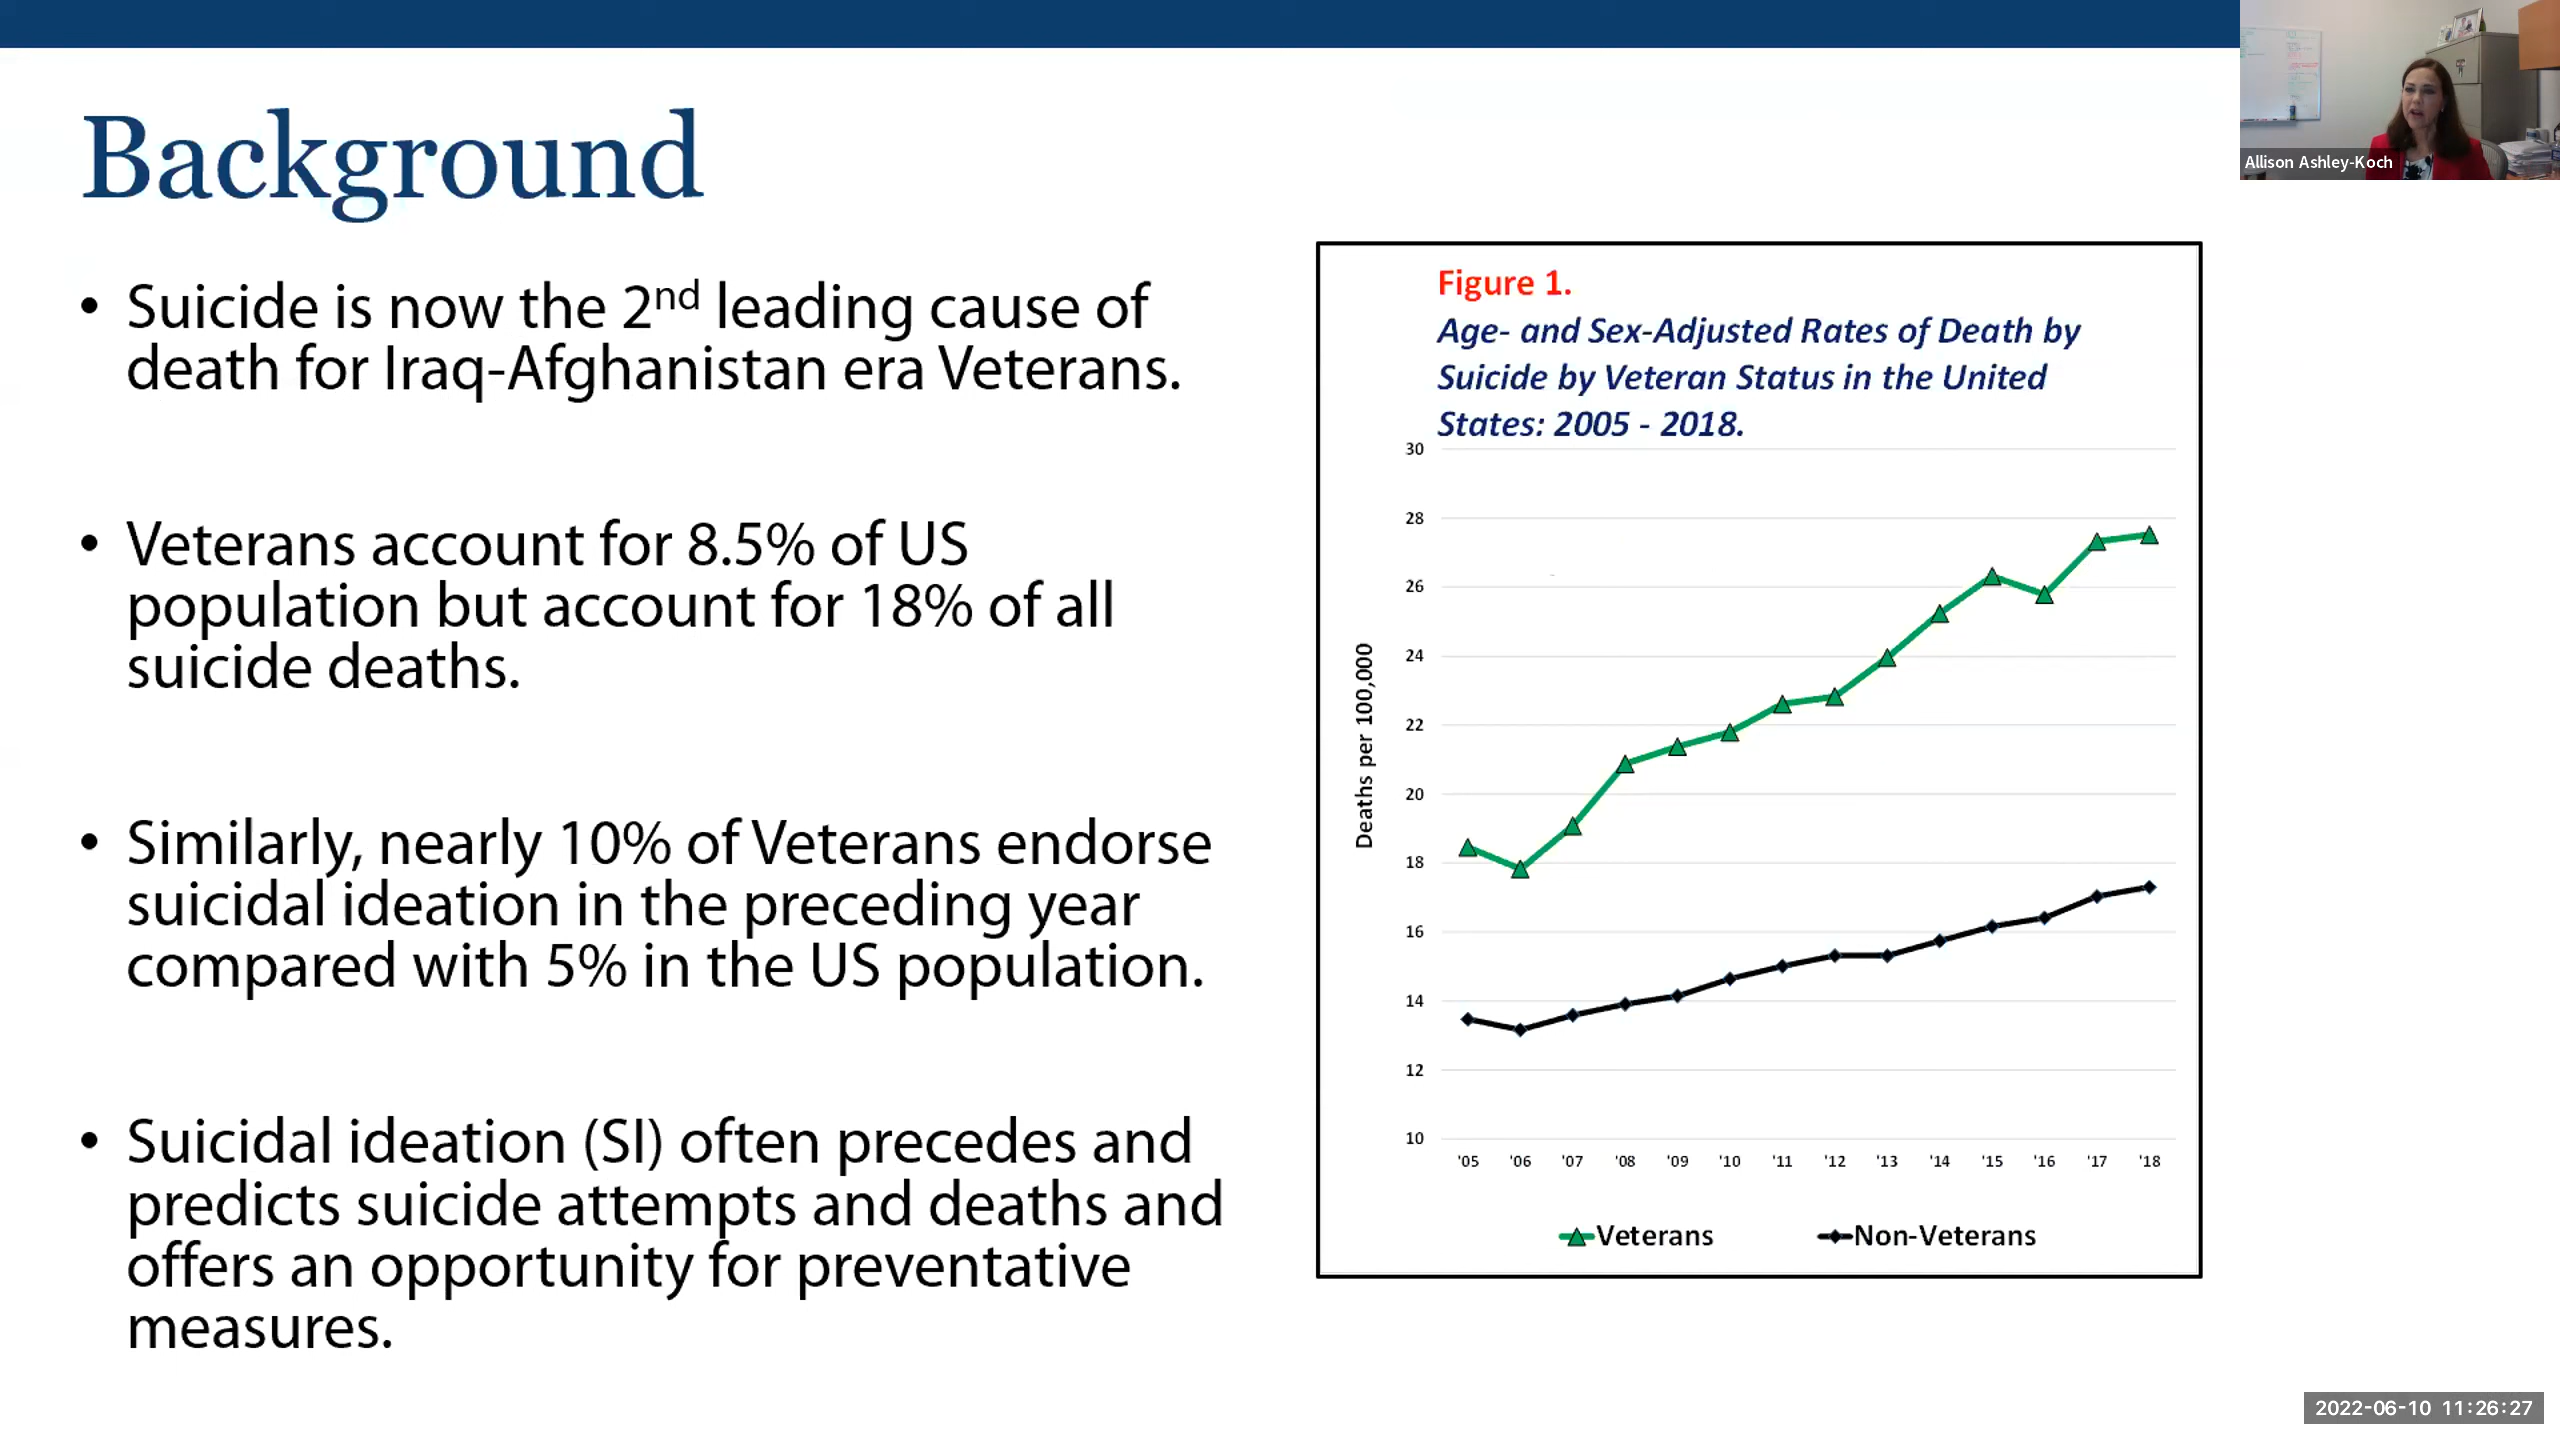 Background
• Suicide is now the 2nd leading cause of
death for Iraq-Afghanistan era Veterans.
• Veterans account for 8.5% of US
population but account for 18% of all
suicide deaths.
• Similarly, nearly 10% of Veterans endorse
suicidal ideation in the preceding year
compared with 5% in the US population.
• Suicidal ideation (SI) often precedes and
predicts suicide attempts and deaths and
offers an opportunity for preventative
measures.
Figure 1.
Age- and Sex-Adjusted Rates of Death by
Suicide by Veteran Status in the United
States: 2005 - 2018.
Deaths per 100,000
30
28
26
24
22
20
18
16
14
12
10
'05 '06 '07 '08 '09 '10 '11 '12 '13 '14 '15 '16 '17 '18
Veterans Non-Veterans
Allison Ashley-Koch
2022-06-10 11:26:27